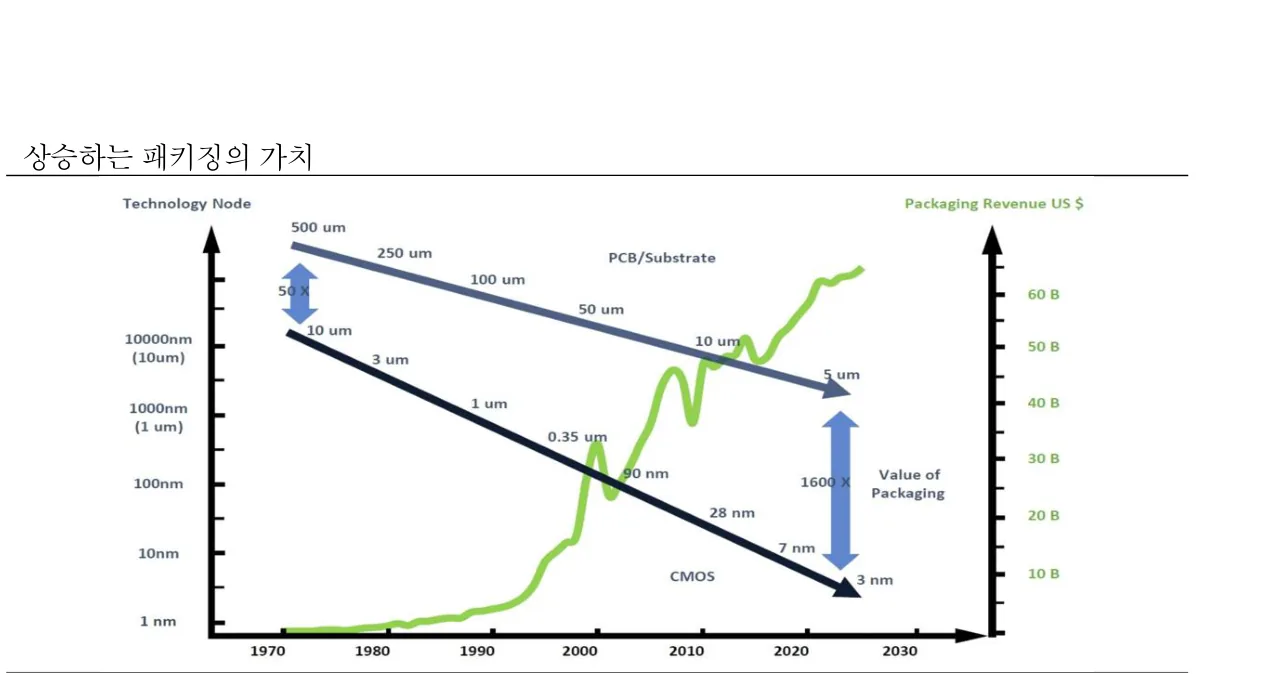 상승하는 패키징의 가치
Technology Node
Packaging Revenue US $
500 um
250 um
PCB/Substrate
100 um
50 X
50 um
60 B
10 um
10 um
10000nm
(10um)
50 B
3 um
5 um
1000nm
(1 um)
1 um
40 B
0.35 um
30 B
90 nm
100nm
1600 X
Value of
Packaging
28 nm
20 B
7 nm
10nm
CMOS
3 nm
10 B
1 nm
1970 1980 1990 2000 2010 2020 2030